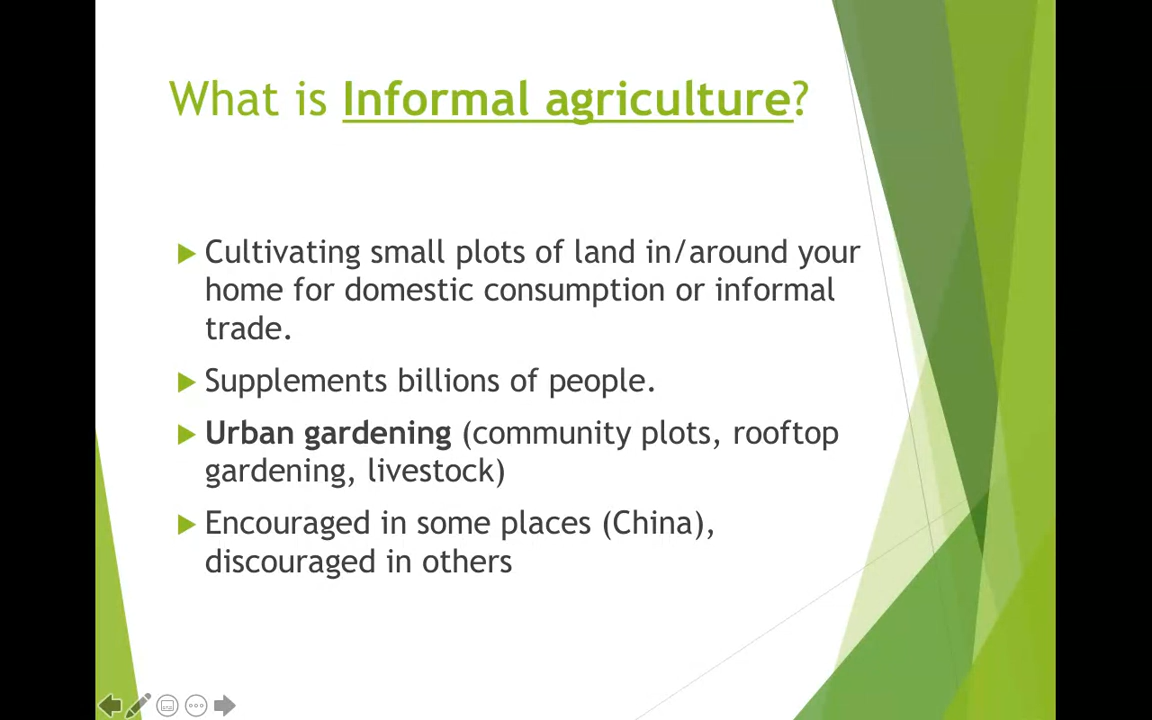 What is Informal agriculture?
Cultivating small plots of land in/around your
home for domestic consumption or informal
trade.
Supplements billions of people.
Urban gardening (community plots, rooftop
gardening, livestock)
Encouraged in some places (China),
discouraged in others